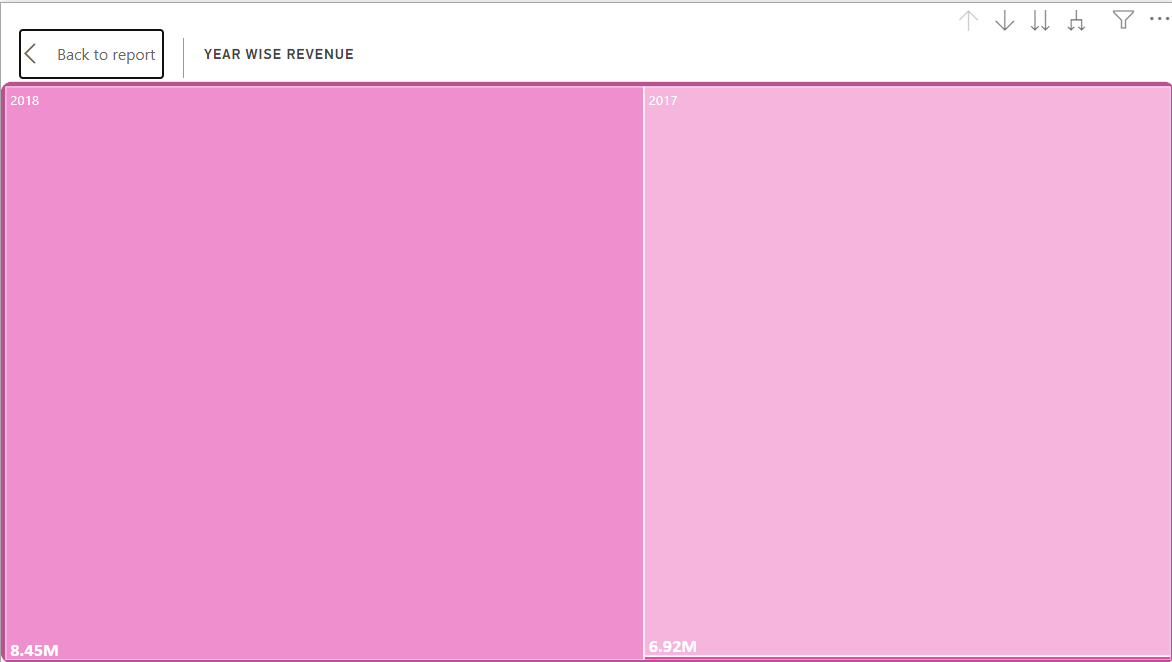 Back to report
YEAR WISE REVENUE
2018
2017
8.45M
6.92M